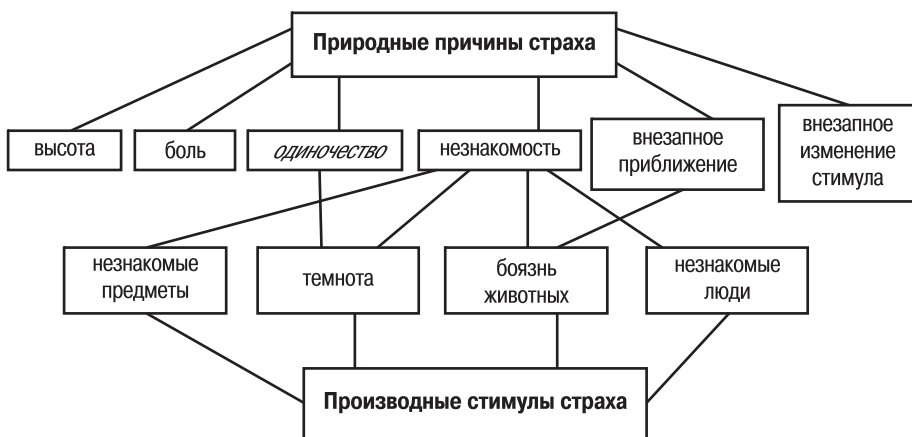 Природные причины страха
высота
боль
одиночество
незнакомость
внезапное
приближение
внезапное
изменение
стимула
незнакомые
предметы
темнота
боязнь
животных
незнакомые
люди
Производные стимулы страха